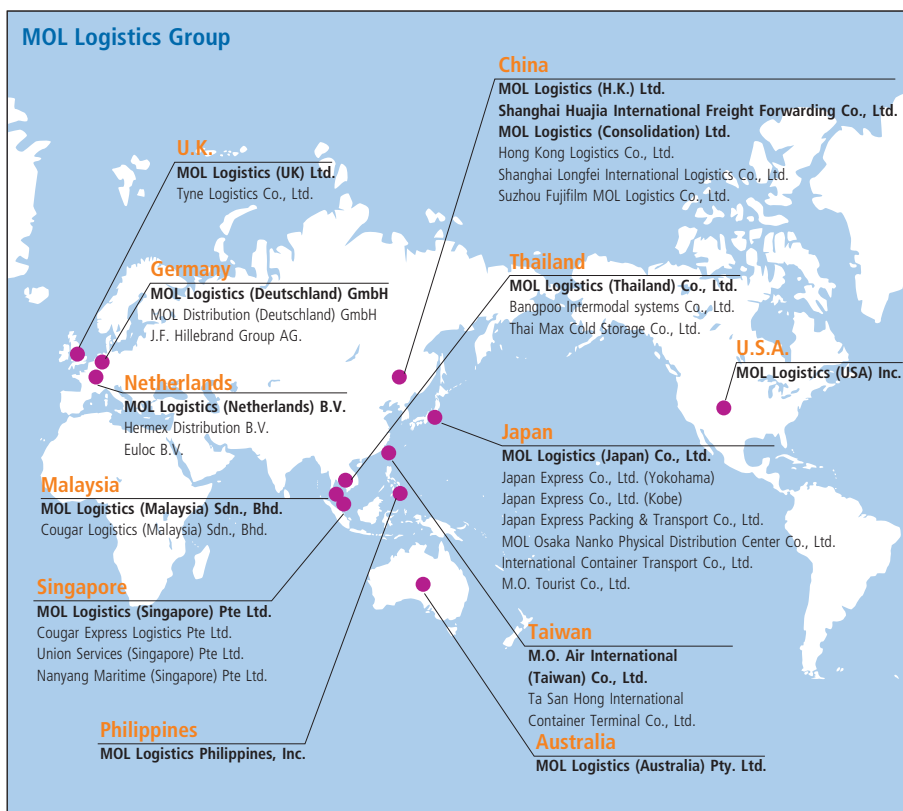 MOL Logistics Group
China
MOL Logistics (H.K.) Ltd.
Shanghai Huajia International Freight Forwarding Co., Ltd.
MOL Logistics (Consolidation) Ltd.
Hong Kong Logistics Co., Ltd.
Shanghai Longfei International Logistics Co., Ltd.
Suzhou Fujifilm MOL Logistics Co., Ltd.
U.K.
MOL Logistics (UK) Ltd.
Tyne Logistics Co., Ltd.
Germany
MOL Logistics (Deutschland) GmbH
MOL Distribution (Deutschland) GmbH
J.F. Hillebrand Group AG.
Thailand
MOL Logistics (Thailand) Co., Ltd.
Bangpoo Intermodal systems Co., Ltd.
Thai Max Cold Storage Co., Ltd.
U.S.A.
MOL Logistics (USA) Inc.
Netherlands
MOL Logistics (Netherlands) B.V.
Hermex Distribution B.V.
Euloc B.V.
Japan
MOL Logistics (Japan) Co., Ltd.
Japan Express Co., Ltd. (Yokohama)
Japan Express Co., Ltd. (Kobe)
Japan Express Packing & Transport Co., Ltd.
MOL Osaka Nanko Physical Distribution Center Co., Ltd.
International Container Transport Co., Ltd.
M.O. Tourist Co., Ltd.
Malaysia
MOL Logistics (Malaysia) Sdn., Bhd.
Cougar Logistics (Malaysia) Sdn., Bhd.
Singapore
MOL Logistics (Singapore) Pte Ltd.
Cougar Express Logistics Pte Ltd.
Union Services (Singapore) Pte Ltd.
Nanyang Maritime (Singapore) Pte Ltd.
Taiwan
M.O. Air International
(Taiwan) Co., Ltd.
Ta San Hong International
Container Terminal Co., Ltd.
Philippines
MOL Logistics Philippines, Inc.
Australia
MOL Logistics (Australia) Pty. Ltd.